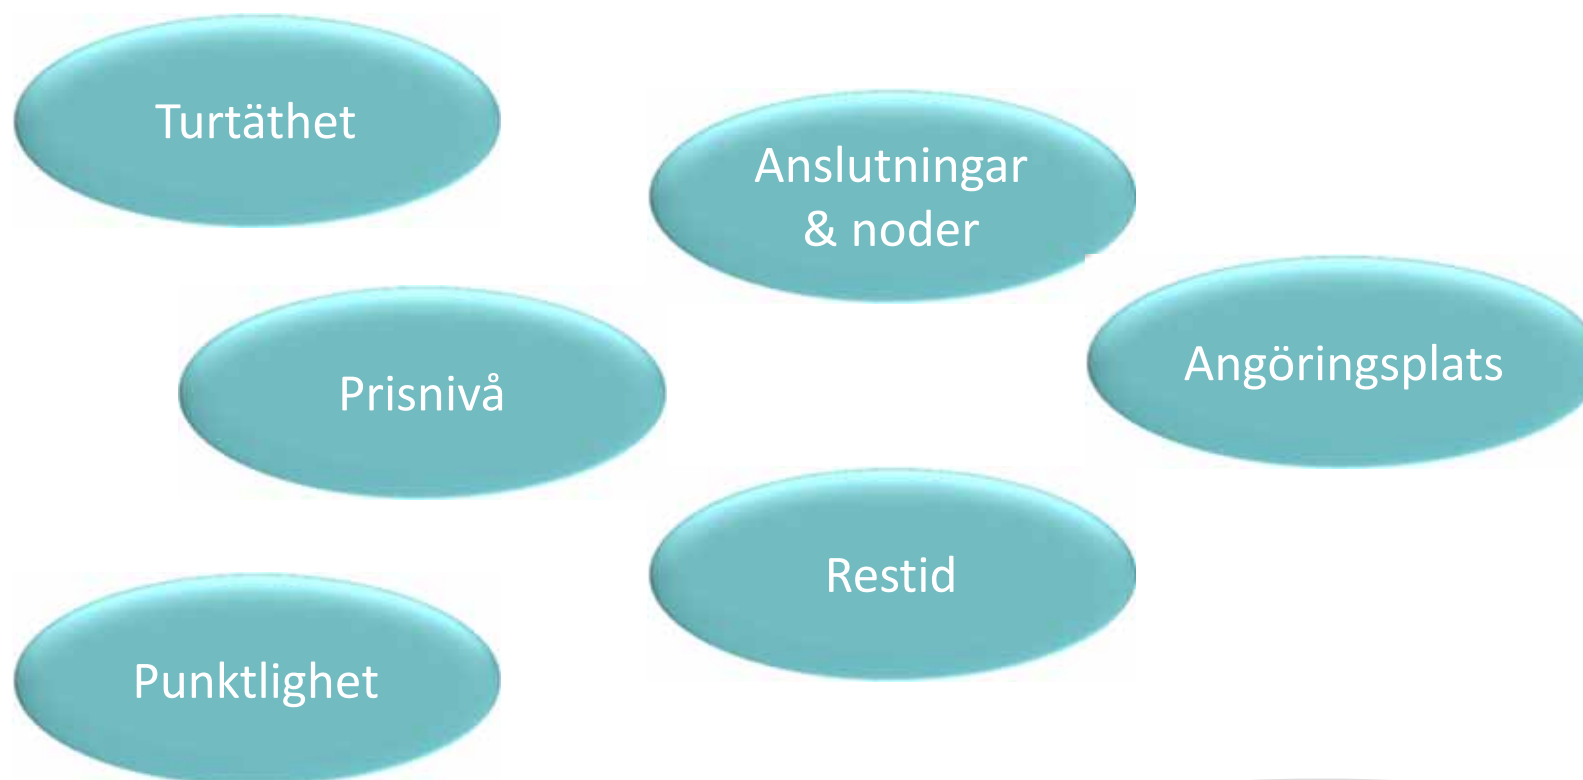 Turtäthet
Anslutningar
& noder
Angöringsplats
Prisnivå
Restid
Punktlighet